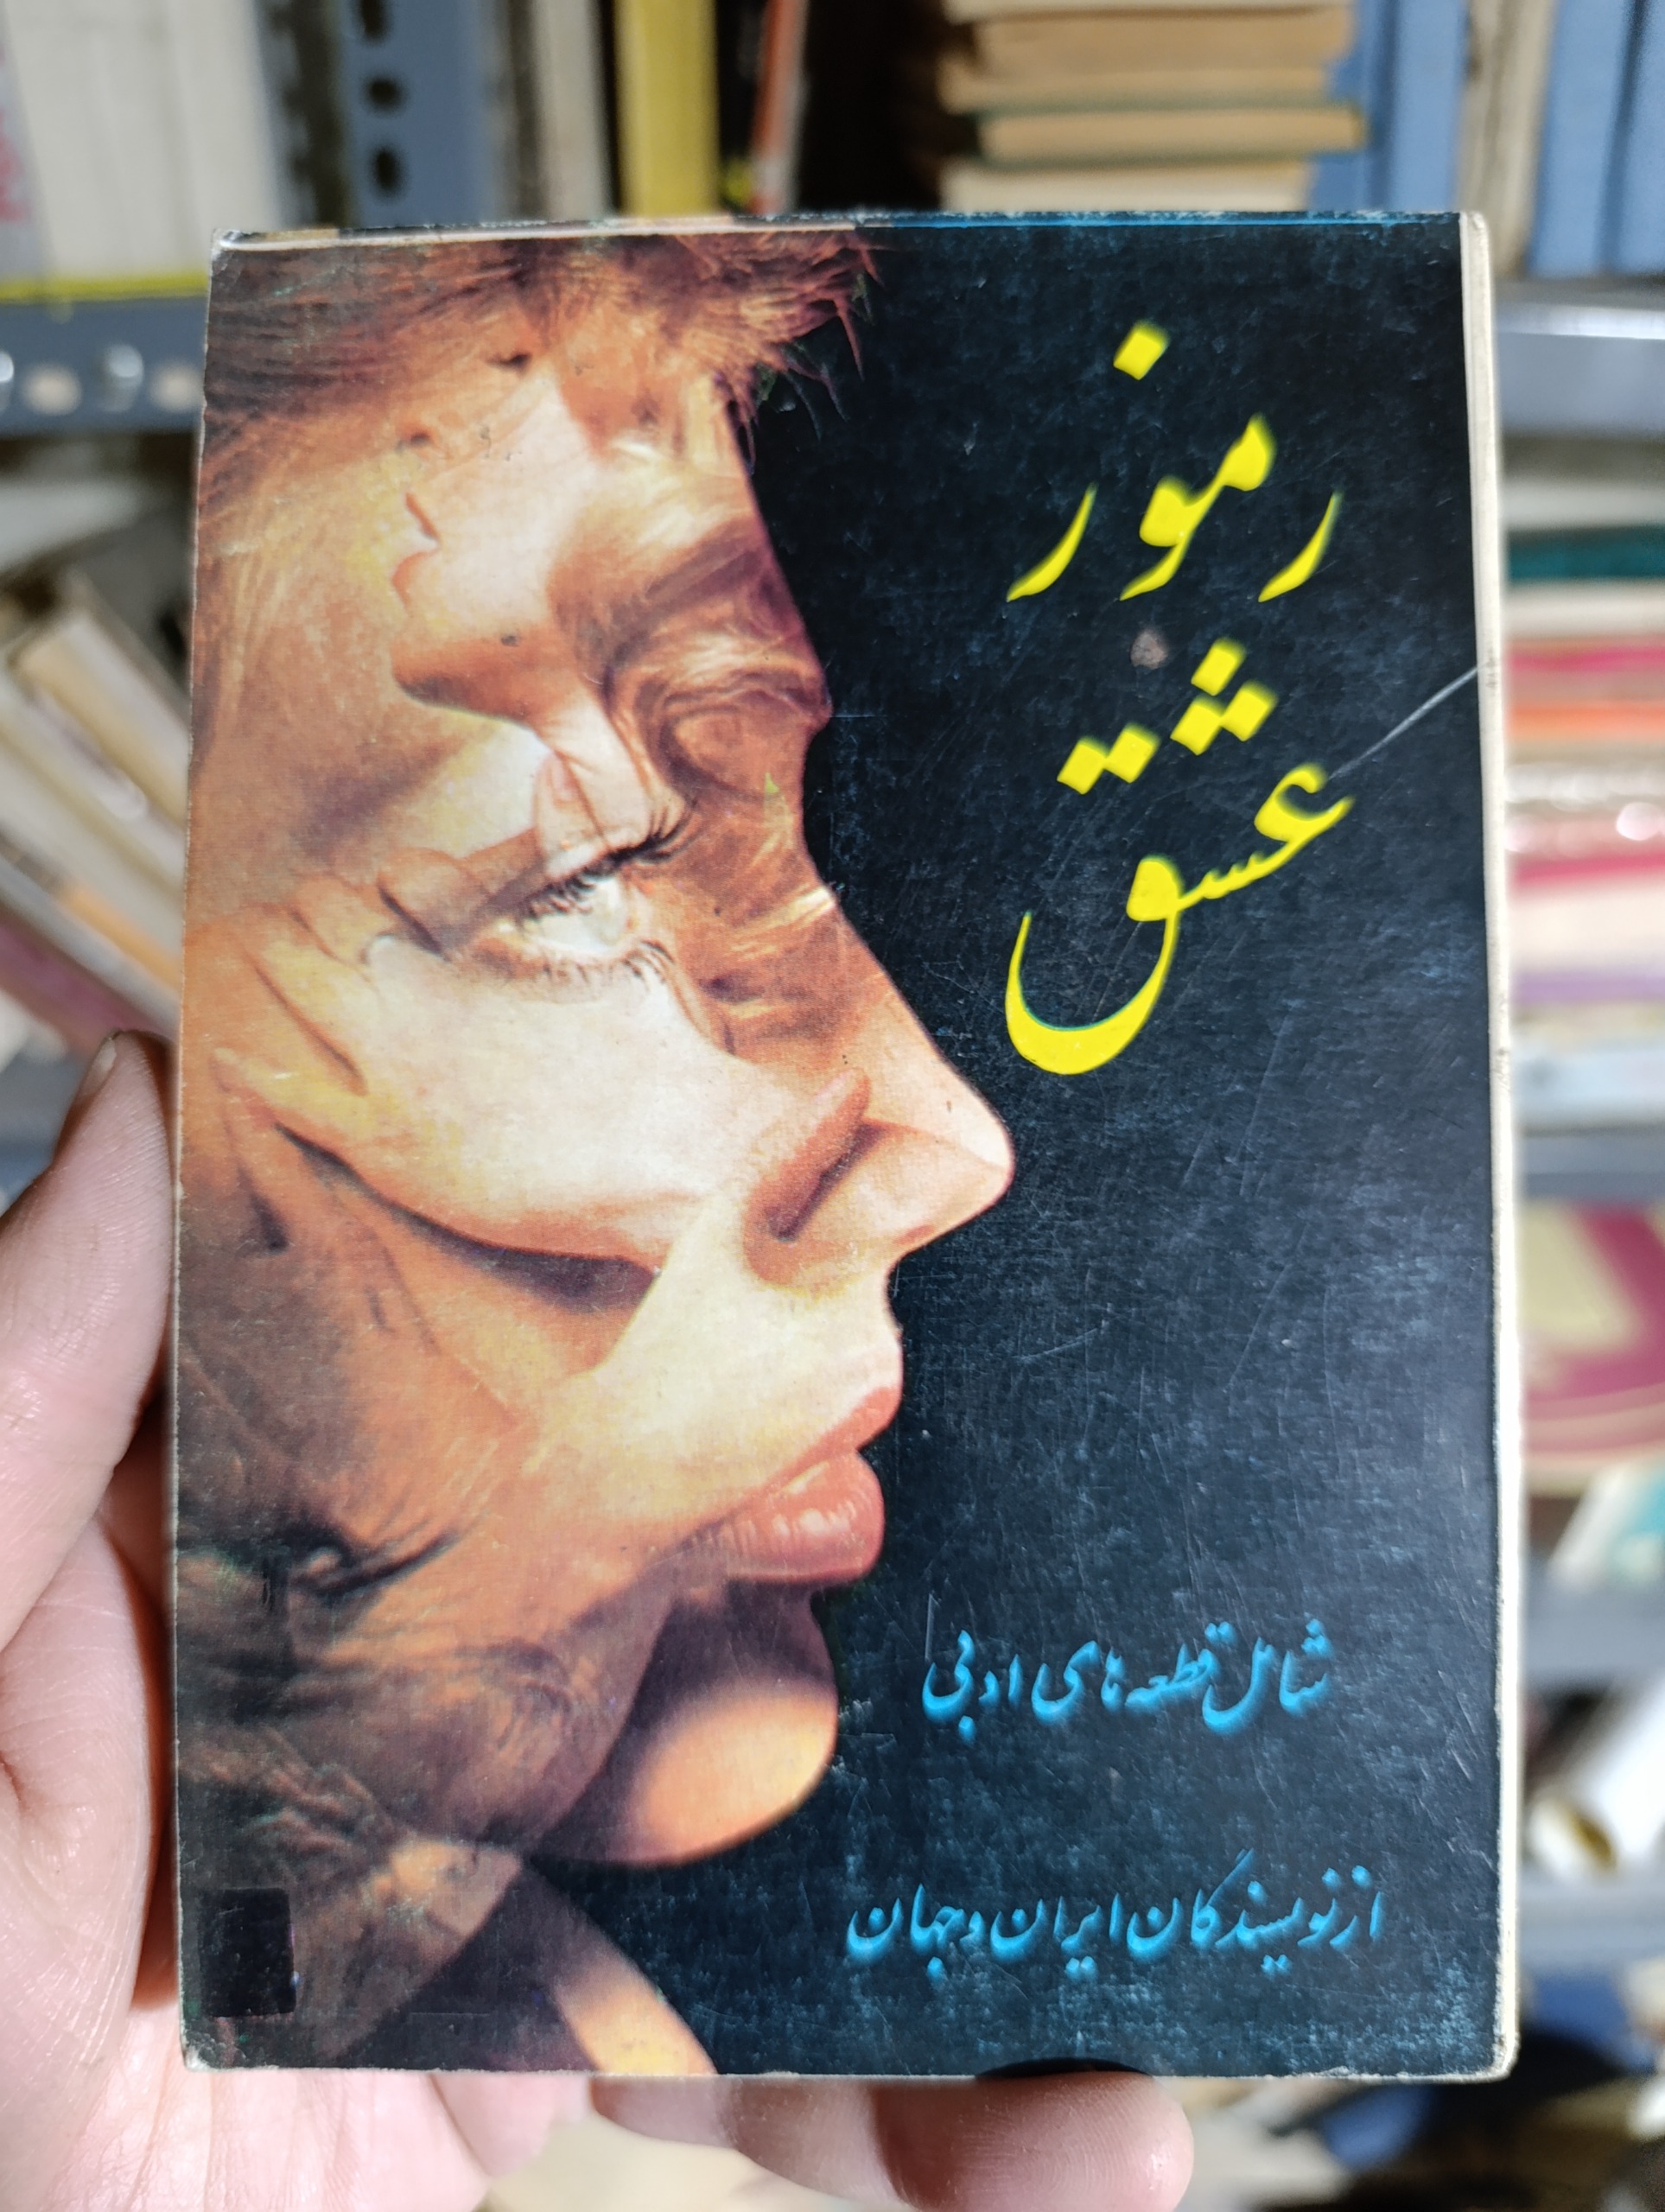 رموز
عشق
شامل قطعه های ادبی
از نویسندگان ایران و جهان